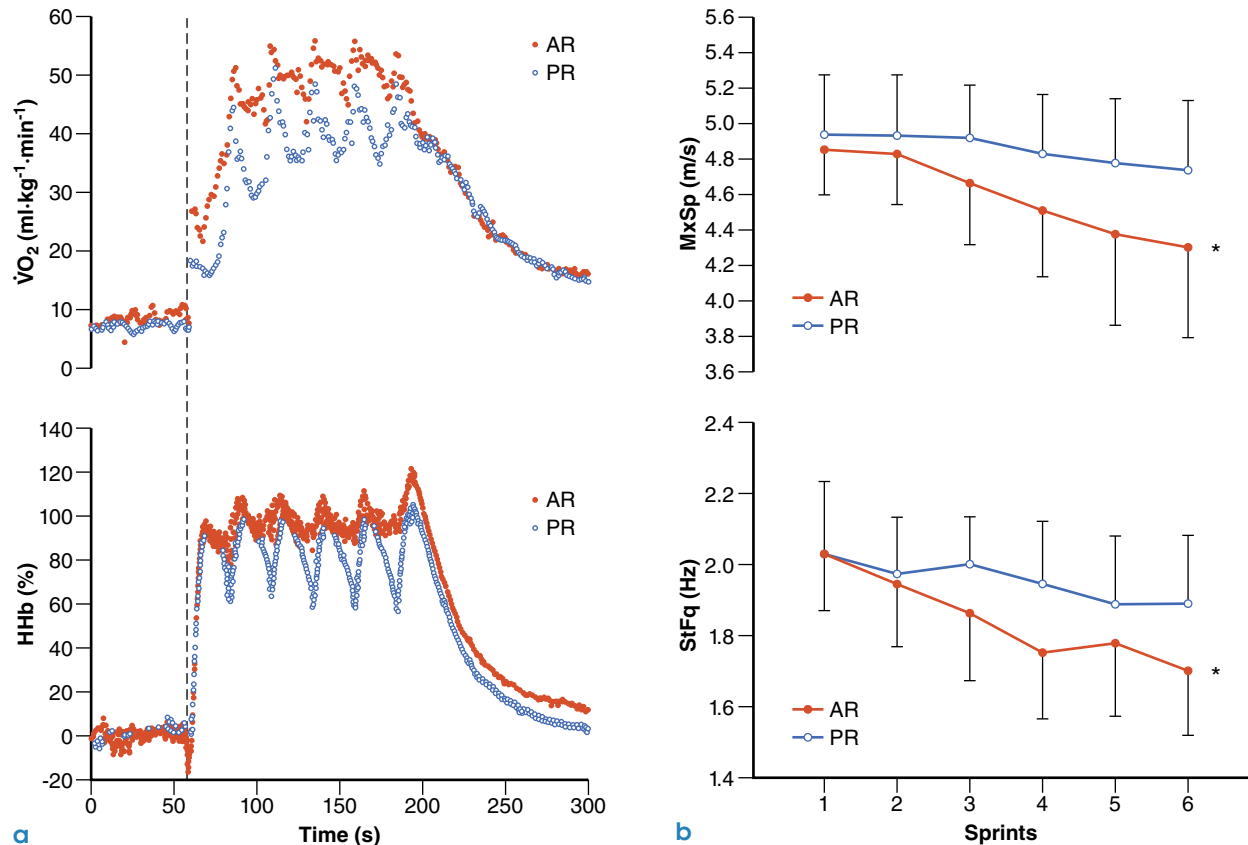 60
50
40
30
20
10
0
V̇O₂ (ml·kg⁻¹·min⁻¹)
AR
PR
140
120
100
80
60
40
20
0
-20
HHb (%)
AR
PR
0 50 100 150 200 250 300
Time (s)
a
5.6
5.4
5.2
5.0
4.8
4.6
4.4
4.2
4.0
3.8
3.6
MxSp (m/s)
AR
PR
*
2.4
2.2
2.0
1.8
1.6
1.4
StFq (Hz)
AR
PR
*
1 2 3 4 5 6
Sprints
b